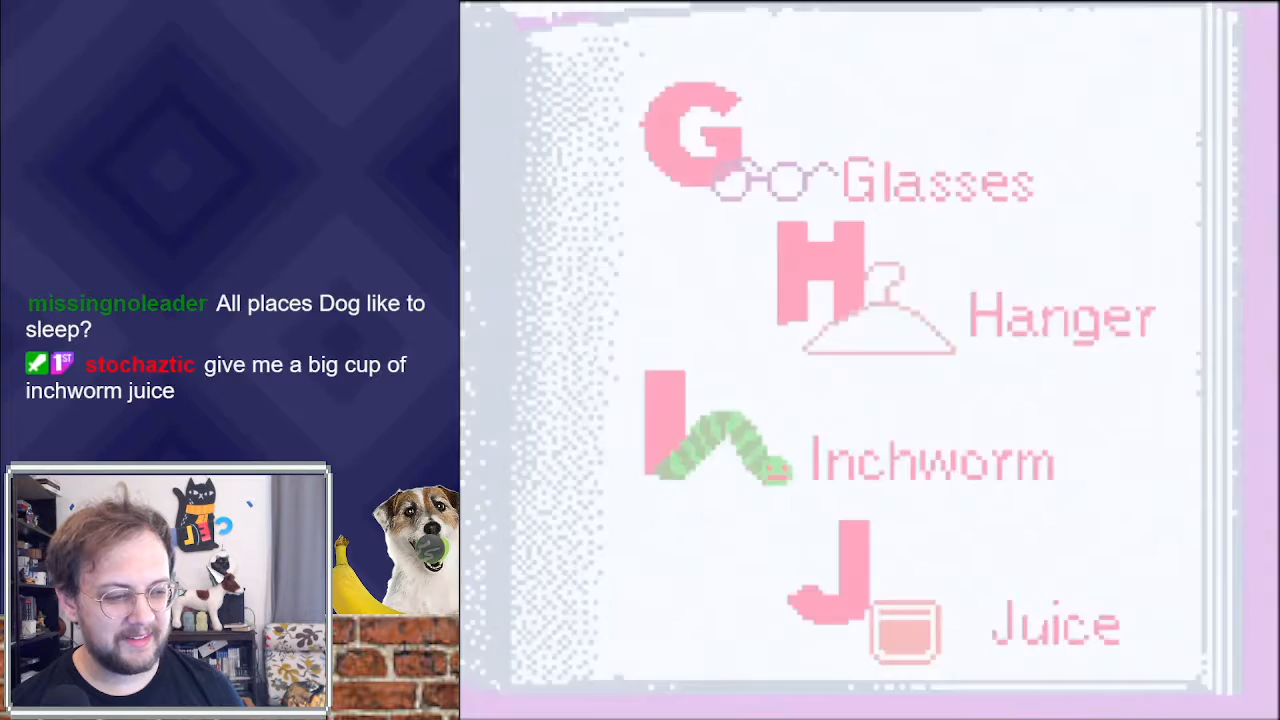 missingnoleader All places Dog like to
sleep?
1ST stochaztic give me a big cup of
inchworm juice
G
Glasses
H
Hanger
I
Inchworm
J
Juice